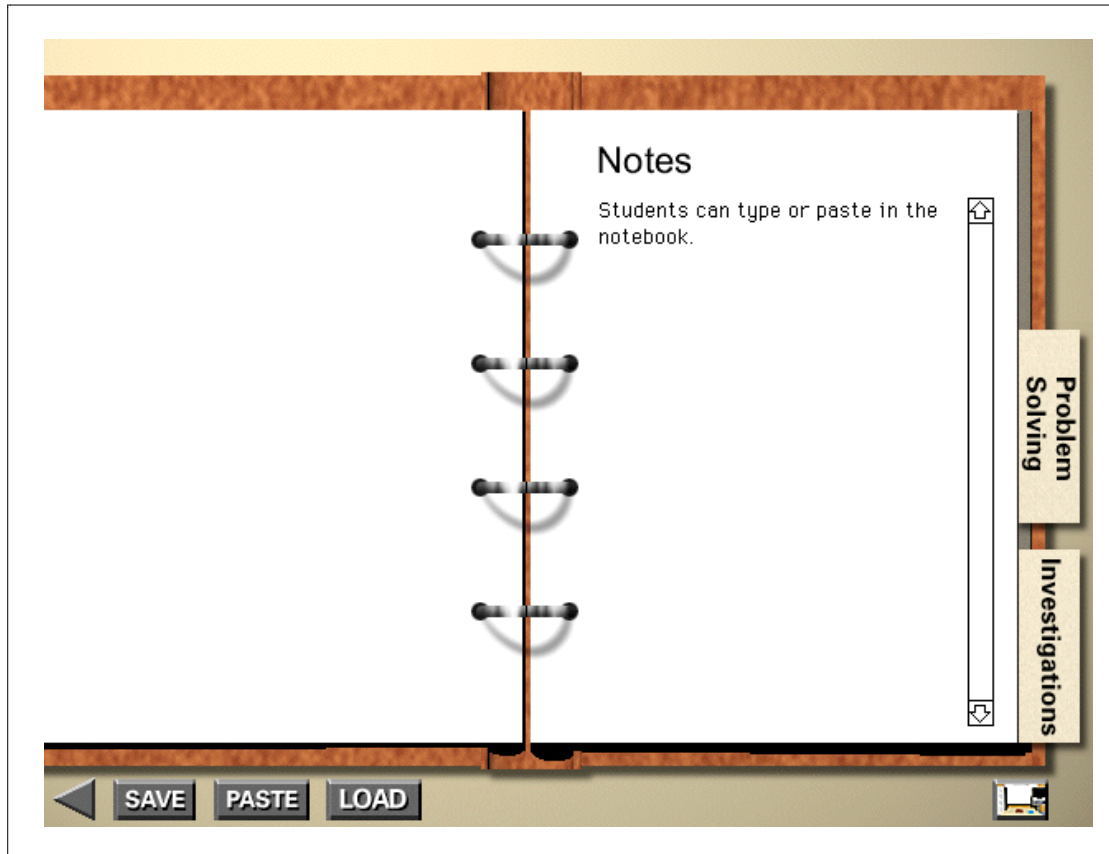 Notes
Students can type or paste in the
notebook.
Problem
Solving
Investigations
SAVE
PASTE
LOAD